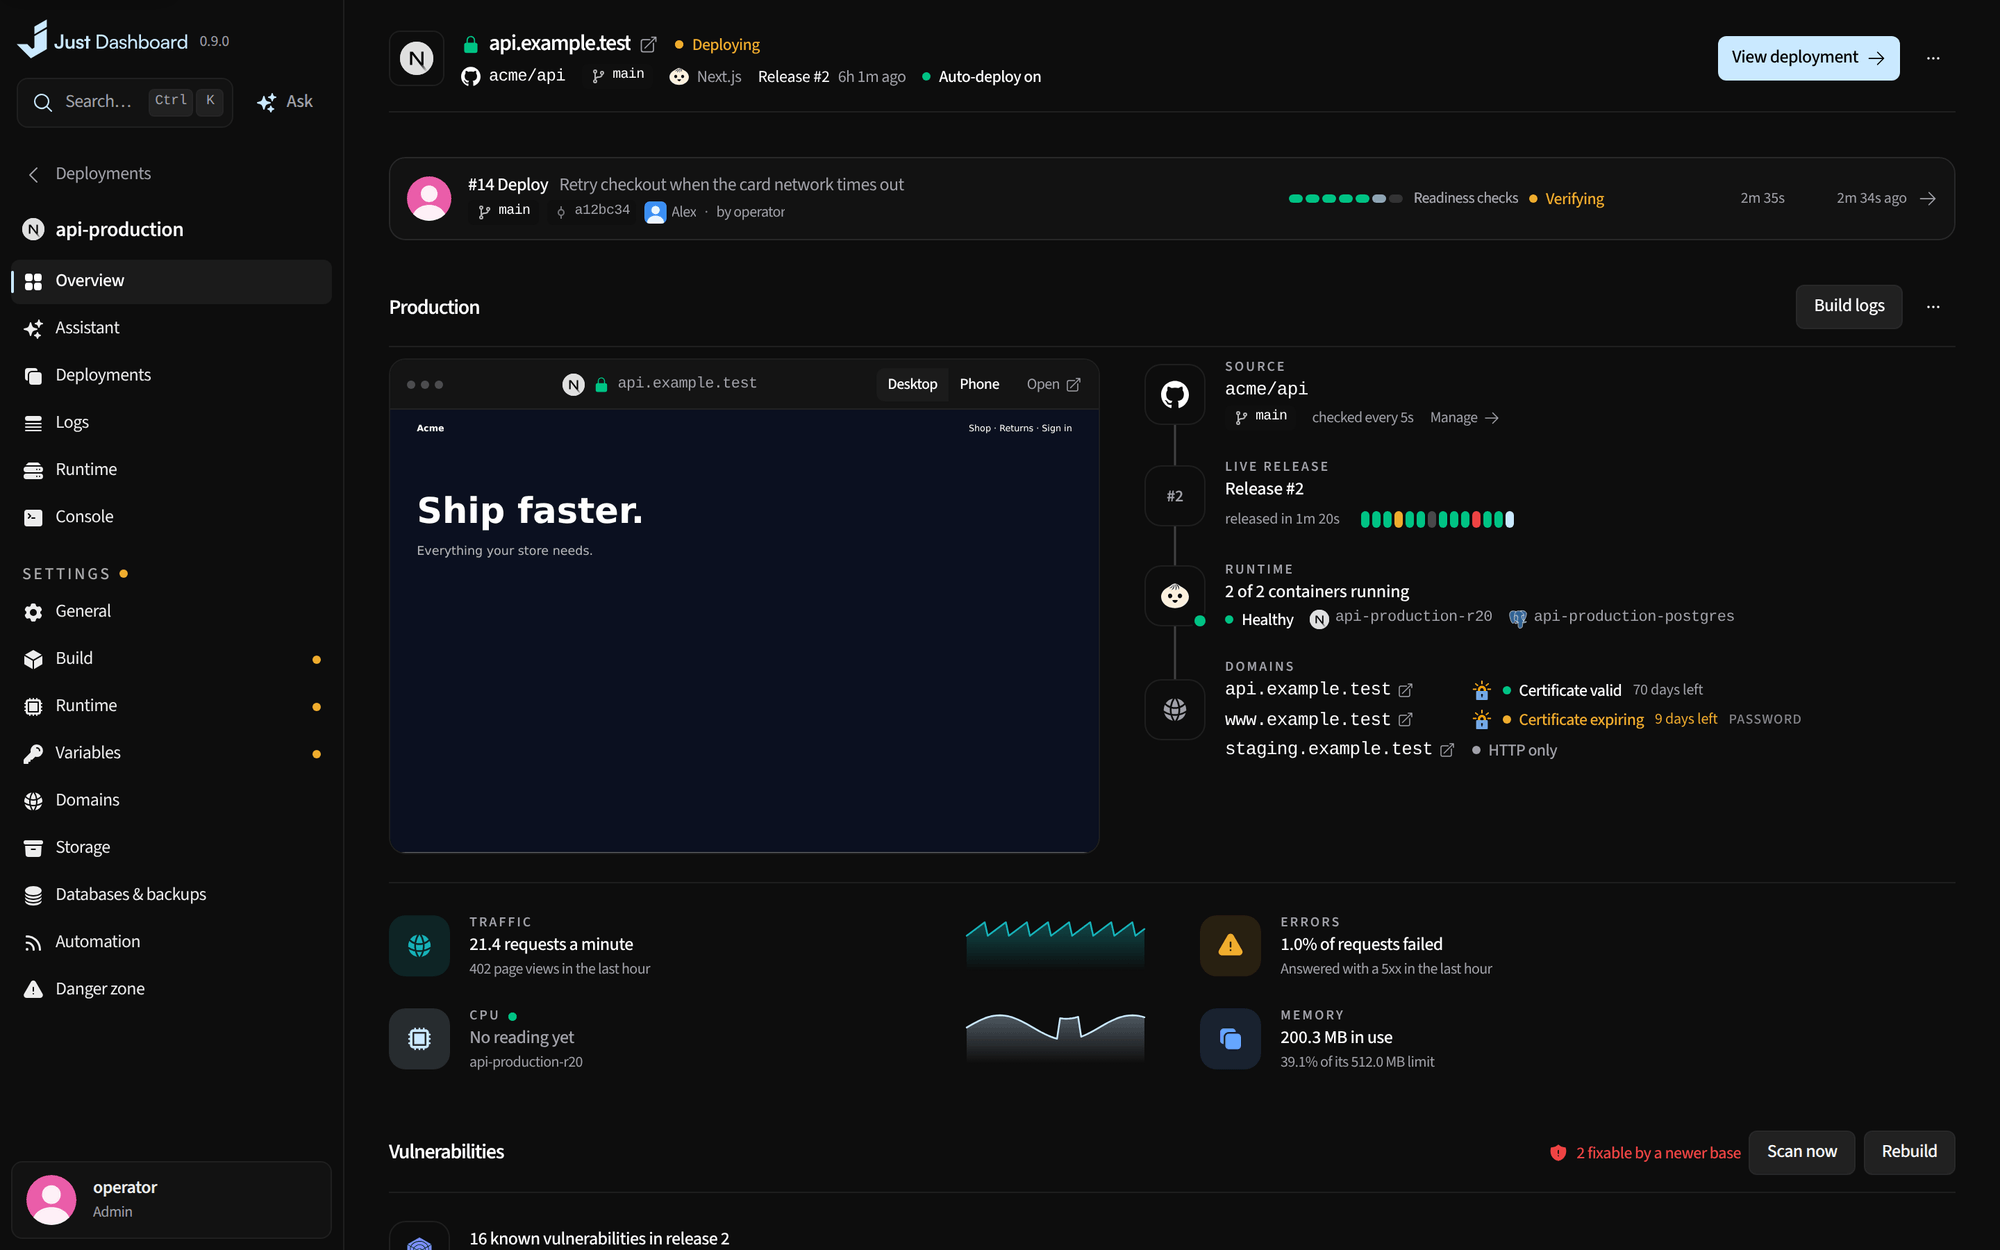 Just Dashboard 0.9.0
Search… Ctrl K Ask
Deployments
N api-production
Overview
Assistant
Deployments
Logs
Runtime
Console
SETTINGS
General
Build
Runtime
Variables
Domains
Storage
Databases & backups
Automation
Danger zone
operator
Admin
N
api.example.test Deploying
acme/api main Next.js Release #2 6h 1m ago Auto-deploy on
View deployment
#14 Deploy Retry checkout when the card network times out
main a12bc34 Alex · by operator
Readiness checks Verifying 2m 35s 2m 34s ago
Production
Build logs
N api.example.test Desktop Phone Open
Acme Shop · Returns · Sign in
Ship faster.
Everything your store needs.
SOURCE
acme/api
main checked every 5s Manage
#2
LIVE RELEASE
Release #2
released in 1m 20s
RUNTIME
2 of 2 containers running
Healthy N api-production-r20 api-production-postgres
DOMAINS
api.example.test Certificate valid 70 days left
www.example.test Certificate expiring 9 days left PASSWORD
staging.example.test HTTP only
TRAFFIC
21.4 requests a minute
402 page views in the last hour
ERRORS
1.0% of requests failed
Answered with a 5xx in the last hour
CPU
No reading yet
api-production-r20
MEMORY
200.3 MB in use
39.1% of its 512.0 MB limit
Vulnerabilities
2 fixable by a newer base Scan now Rebuild
16 known vulnerabilities in release 2